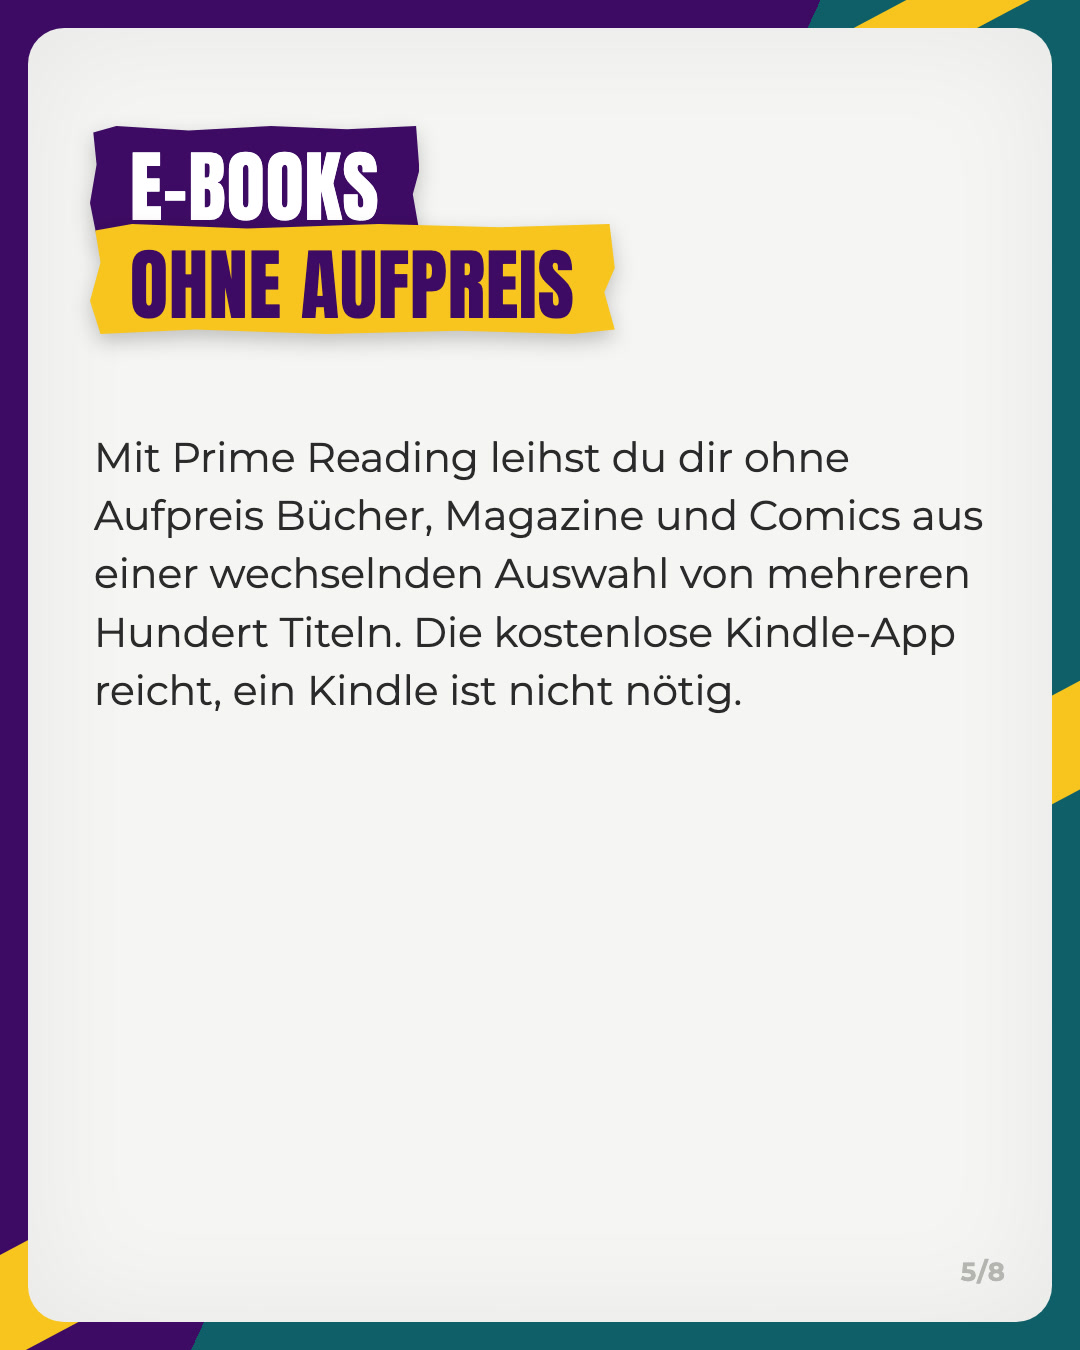 E-BOOKS
OHNE AUFPREIS
Mit Prime Reading leihst du dir ohne
Aufpreis Bücher, Magazine und Comics aus
einer wechselnden Auswahl von mehreren
Hundert Titeln. Die kostenlose Kindle-App
reicht, ein Kindle ist nicht nötig.
5/8